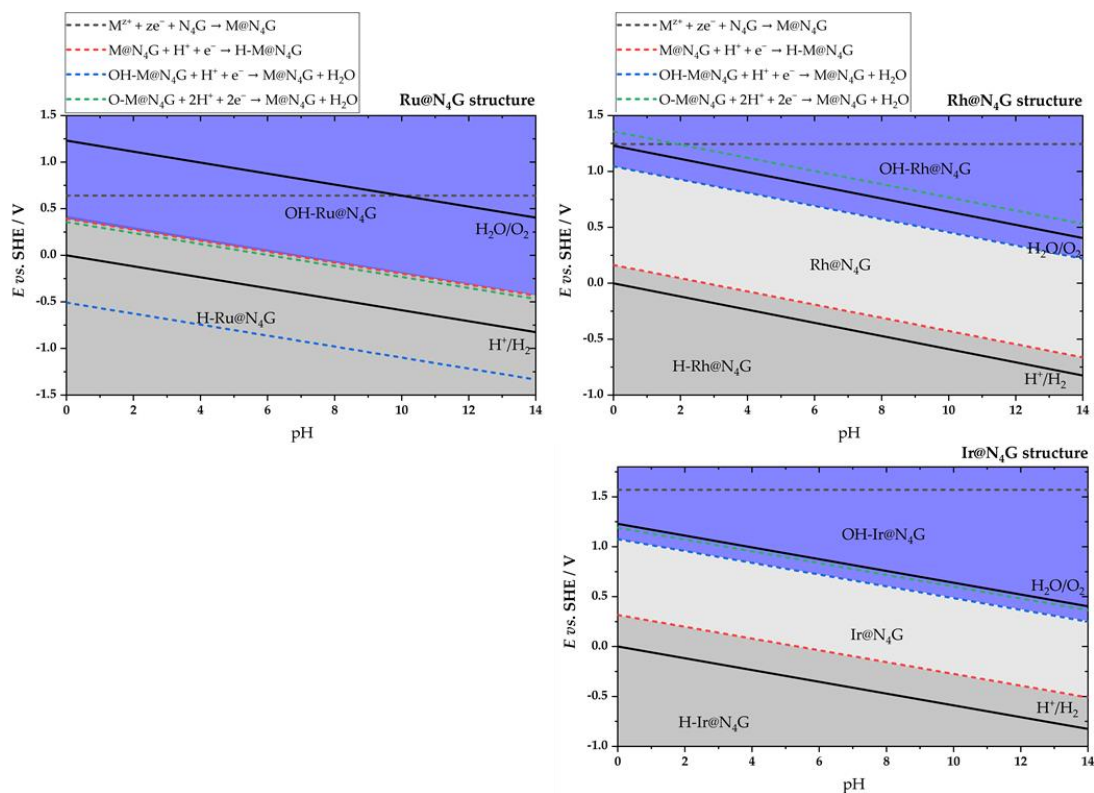 M^{z+} + ze⁻ + N₄G → M@N₄G
M@N₄G + H⁺ + e⁻ → H-M@N₄G
OH-M@N₄G + H⁺ + e⁻ → M@N₄G + H₂O
O-M@N₄G + 2H⁺ + 2e⁻ → M@N₄G + H₂O
Ru@N₄G structure
1.5
1.0
0.5
0.0
-0.5
-1.0
-1.5
E vs. SHE / V
OH-Ru@N₄G
H₂O/O₂
H-Ru@N₄G
H⁺/H₂
0 2 4 6 8 10 12 14
pH
M^{z+} + ze⁻ + N₄G → M@N₄G
M@N₄G + H⁺ + e⁻ → H-M@N₄G
OH-M@N₄G + H⁺ + e⁻ → M@N₄G + H₂O
O-M@N₄G + 2H⁺ + 2e⁻ → M@N₄G + H₂O
Rh@N₄G structure
1.5
1.0
0.5
0.0
-0.5
-1.0
E vs. SHE / V
OH-Rh@N₄G
H₂O/O₂
Rh@N₄G
H-Rh@N₄G
H⁺/H₂
0 2 4 6 8 10 12 14
pH
Ir@N₄G structure
1.5
1.0
0.5
0.0
-0.5
-1.0
E vs. SHE / V
OH-Ir@N₄G
H₂O/O₂
Ir@N₄G
H⁺/H₂
H-Ir@N₄G
0 2 4 6 8 10 12 14
pH